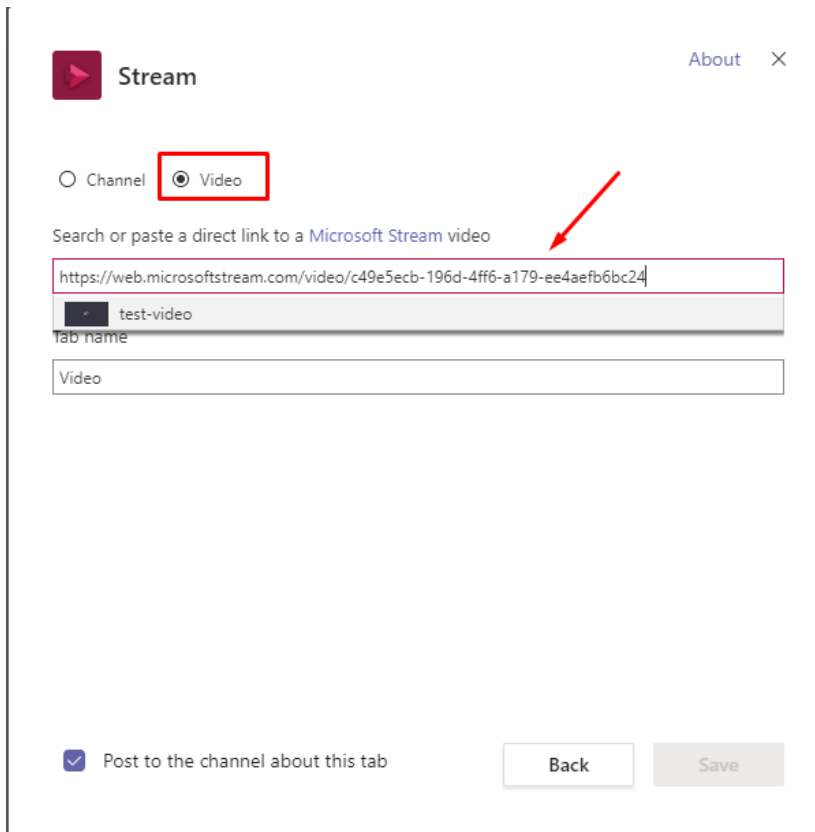 Stream
About
Channel Video
Search or paste a direct link to a Microsoft Stream video
https://web.microsoftstream.com/video/c49e5ecb-196d-4ff6-a179-ee4aefb6bc24
test-video
Tab name
Video
Post to the channel about this tab
Back
Save